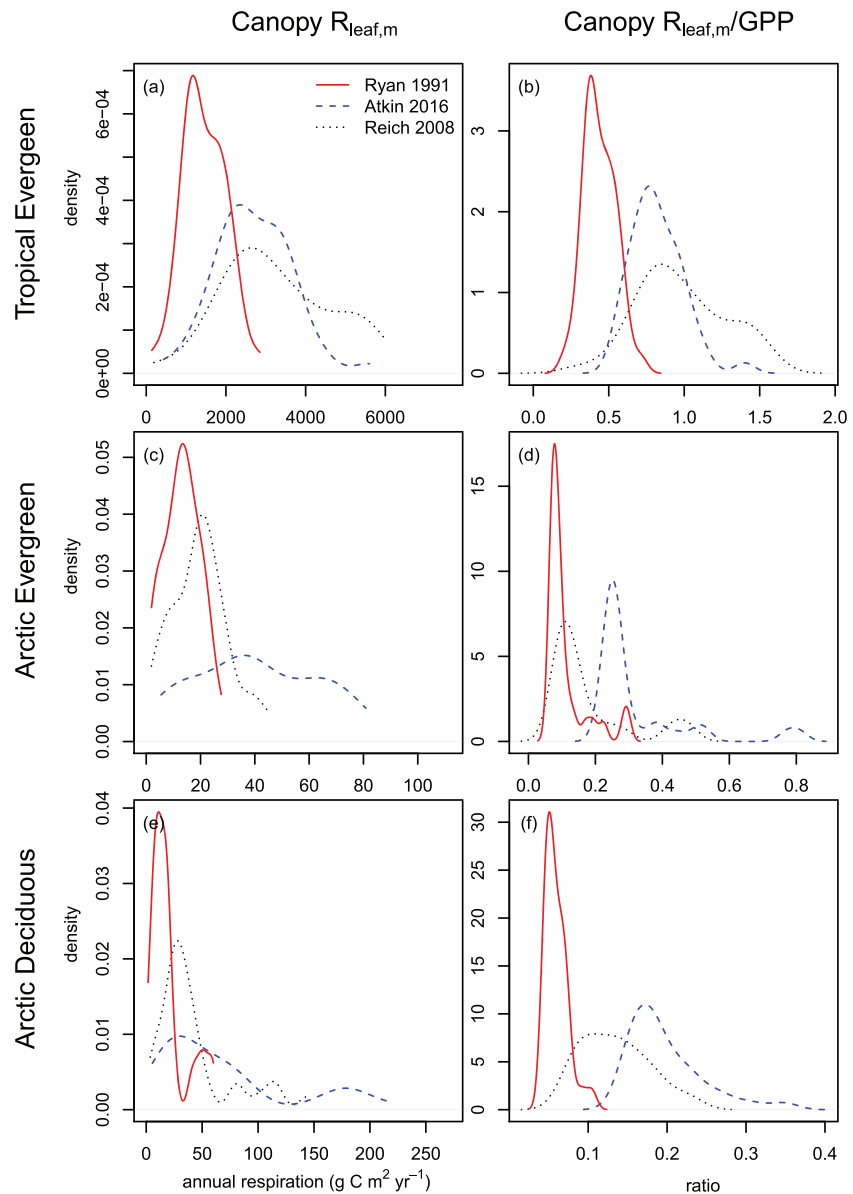 Canopy Rleaf,m
Canopy Rleaf,m/GPP
Tropical Evergeen
(a)
Ryan 1991
Atkin 2016
Reich 2008
density
0e+00
2e−04
4e−04
6e−04
0
2000
4000
6000
(b)
0
1
2
3
0.0
0.5
1.0
1.5
2.0
Arctic Evergreen
(c)
density
0.00
0.01
0.02
0.03
0.04
0.05
0
20
40
60
80
100
(d)
0
5
10
15
0.0
0.2
0.4
0.6
0.8
Arctic Deciduous
(e)
density
0.00
0.01
0.02
0.03
0.04
0
50
100
150
200
250
annual respiration (g C m² yr⁻¹)
(f)
0
5
10
15
20
25
30
0.1
0.2
0.3
0.4
ratio